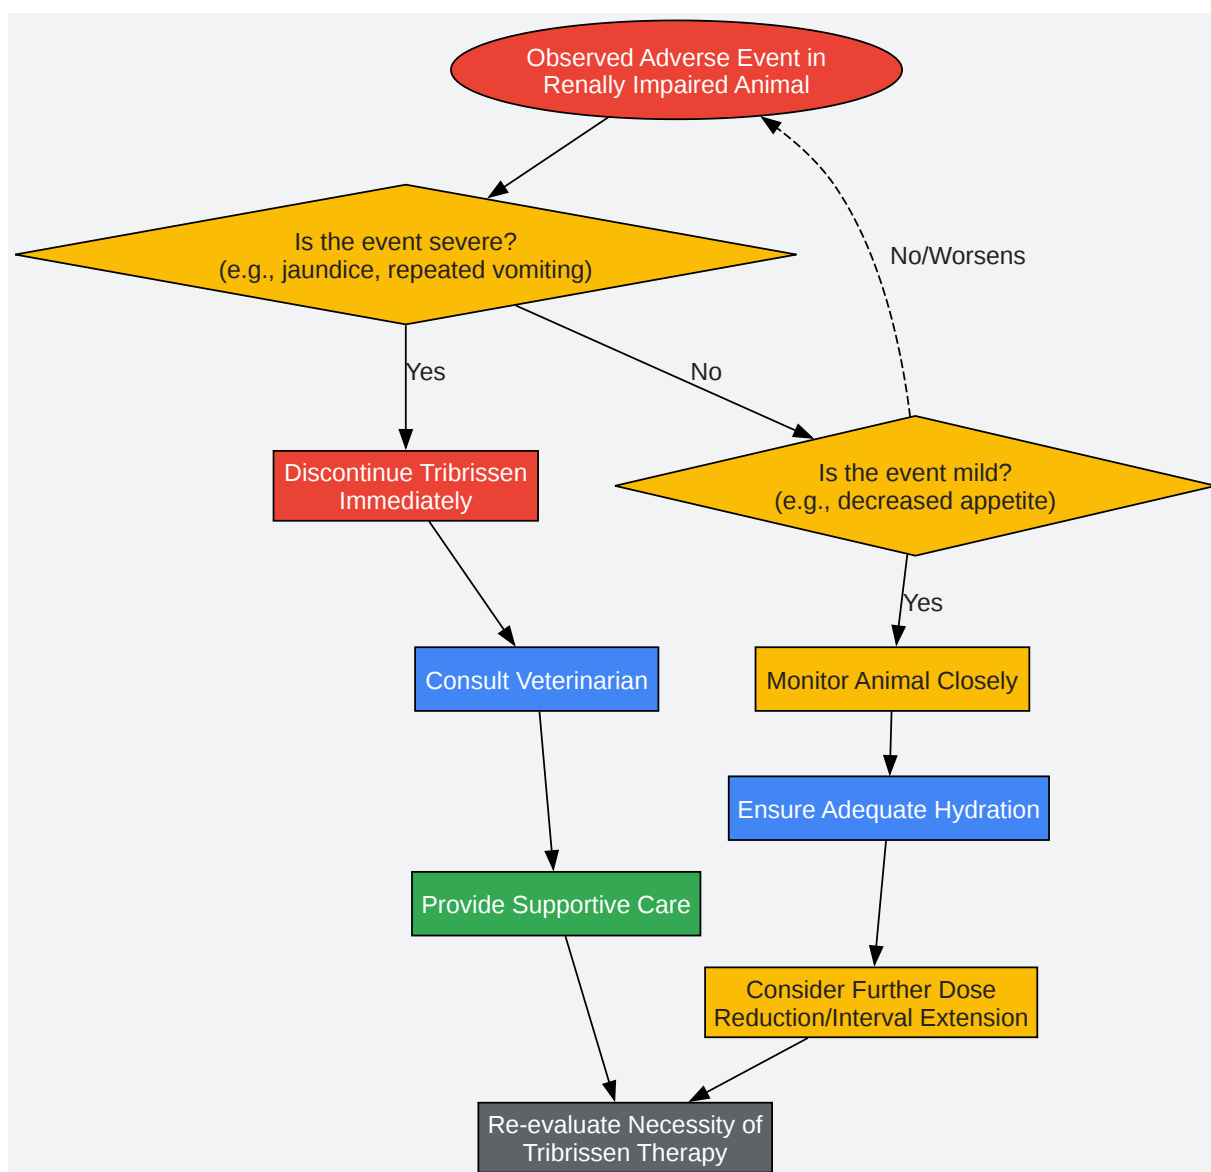 Observed Adverse Event in
Renally Impaired Animal
Is the event severe?
(e.g., jaundice, repeated vomiting)
No/Worsens
Yes
No
Discontinue Tribrissen
Immediately
Is the event mild?
(e.g., decreased appetite)
Yes
Consult Veterinarian
Monitor Animal Closely
Ensure Adequate Hydration
Provide Supportive Care
Consider Further Dose
Reduction/Interval Extension
Re-evaluate Necessity of
Tribrissen Therapy